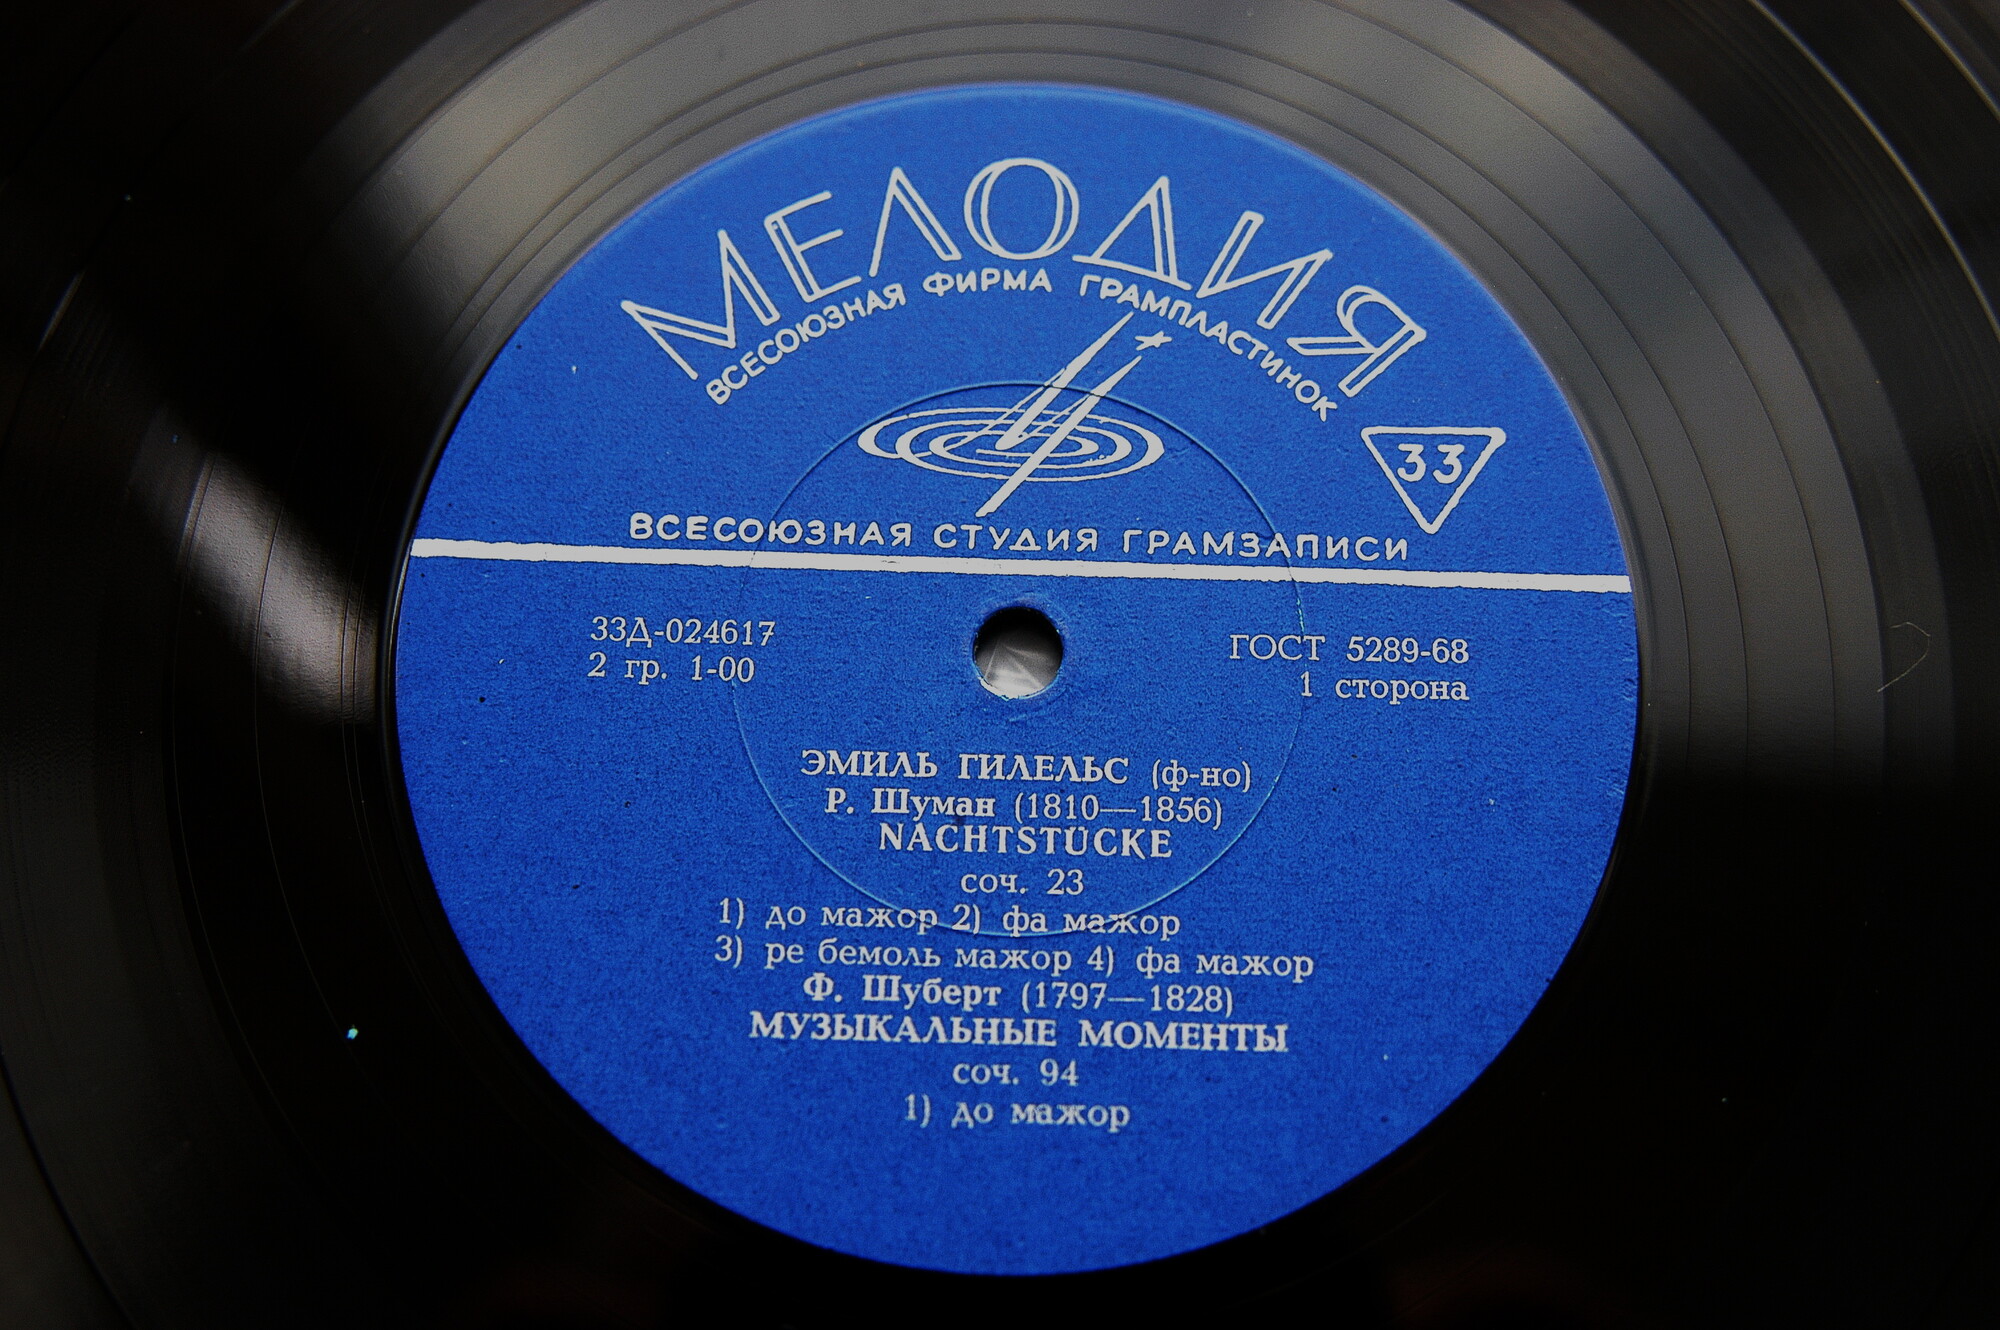 МЕЛОДИЯ
ВСЕСОЮЗНАЯ ФИРМА ГРАМПЛАСТИНОК
33
ВСЕСОЮЗНАЯ СТУДИЯ ГРАМЗАПИСИ
33Д-024617
2 гр. 1-00
ГОСТ 5289-68
1 сторона
ЭМИЛЬ ГИЛЕЛЬС (ф-но)
Р. Шуман (1810—1856)
NACHTSTÜCKE
соч. 23
1) до мажор 2) фа мажор
3) ре бемоль мажор 4) фа мажор
Ф. Шуберт (1797—1828)
МУЗЫКАЛЬНЫЕ МОМЕНТЫ
соч. 94
1) до мажор